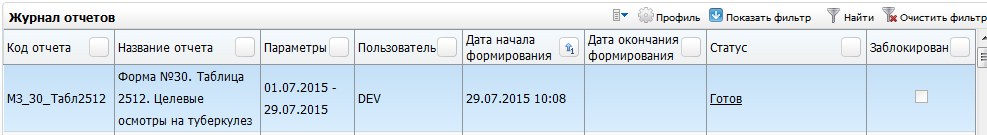 Журнал отчетов
Профиль Показать фильтр Найти Очистить фильтр
Код отчета Название отчета Параметры Пользователь Дата начала формирования Дата окончания формирования Статус Заблокирован
МЗ_30_Табл2512
Форма №30. Таблица
2512. Целевые
осмотры на туберкулез
01.07.2015 -
29.07.2015
DEV
29.07.2015 10:08
Готов